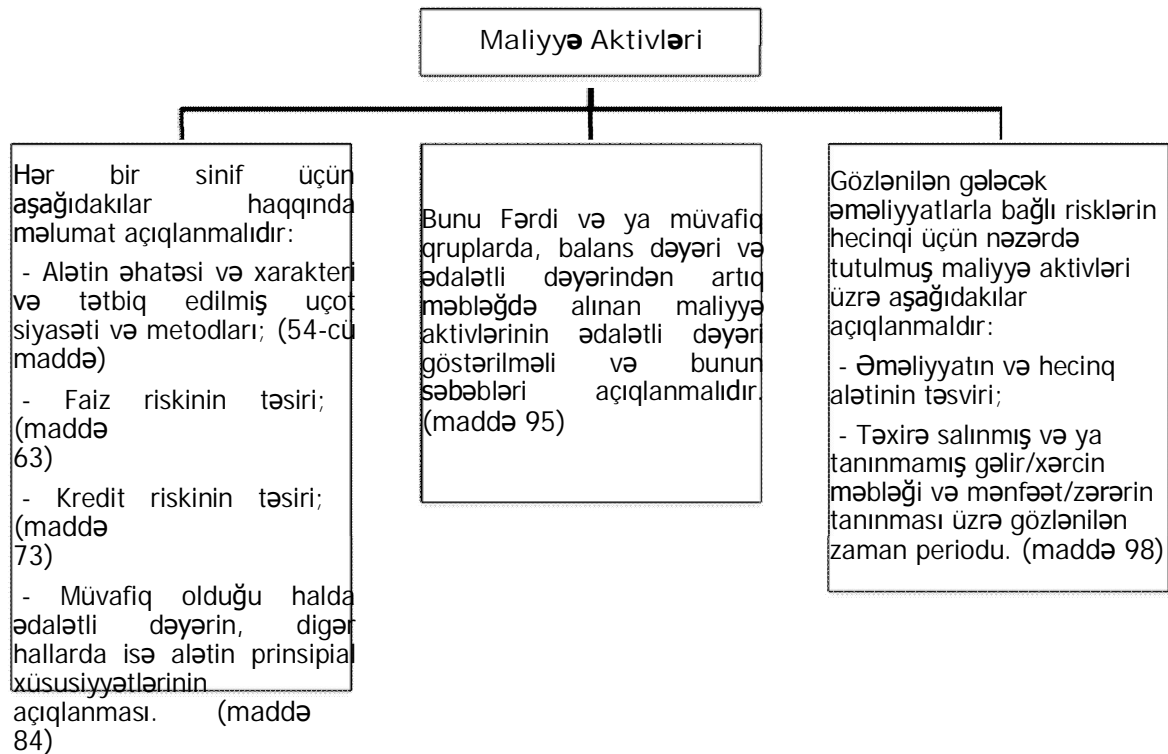 Maliyyə Aktivləri
Hər bir sinif üçün
aşağıdakılar haqqında
məlumat açıqlanmalıdır:
- Alətin əhatəsi və xarakteri
və tətbiq edilmiş uçot
siyasəti və metodları; (54-cü
maddə)
- Faiz riskinin təsiri;
(maddə
63)
- Kredit riskinin təsiri;
(maddə
73)
- Müvafiq olduğu halda
ədalətli dəyərin, digər
hallarda isə alətin prinsipial
xüsusiyyətlərinin
açıqlanması. (maddə
84)
Bunu Fərdi və ya müvafiq
qruplarda, balans dəyəri və
ədalətli dəyərindən artıq
məbləğdə alınan maliyyə
aktivlərinin ədalətli dəyəri
göstərilməli və bunun
səbəbləri açıqlanmalıdır.
(maddə 95)
Gözlənilən gələcək
əməliyyatlarla bağlı risklərin
hecinqi üçün nəzərdə
tutulmuş maliyyə aktivləri
üzrə aşağıdakılar
açıqlanmaldır:
- Əməliyyatın və hecinq
alətinin təsviri;
- Təxirə salınmış və ya
tanınmamış gəlir/xərcin
məbləği və mənfəət/zərərin
tanınması üzrə gözlənilən
zaman periodu. (maddə 98)